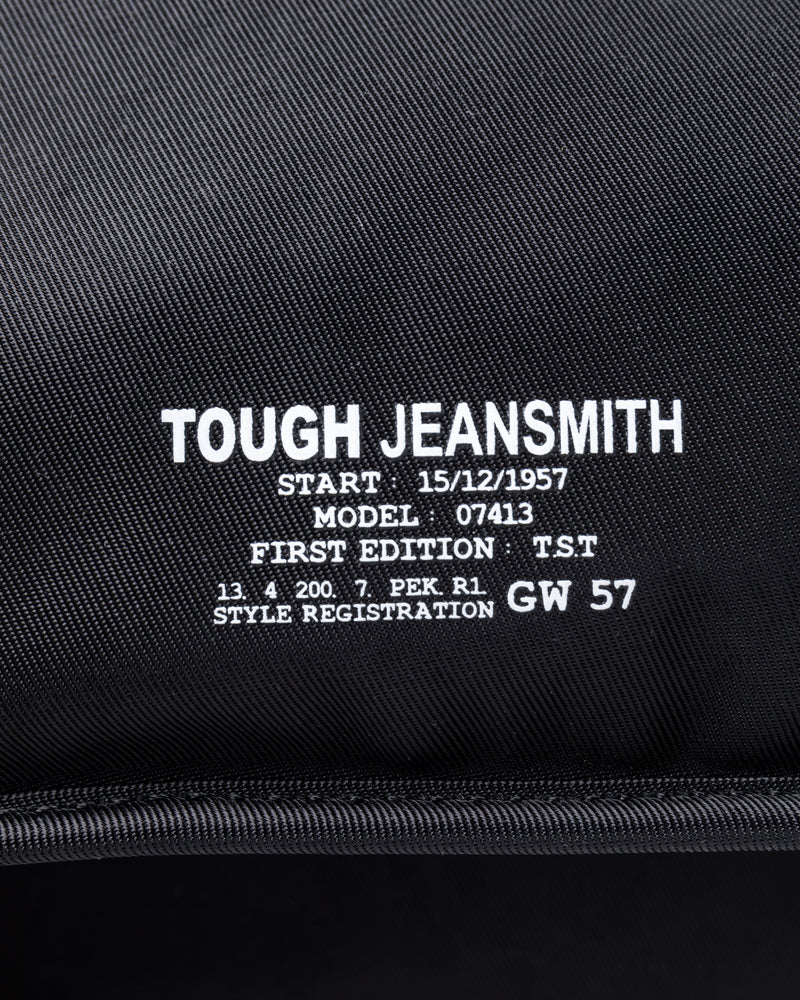 TOUGH JEANSMITH
START : 15/12/1957
MODEL : 07413
FIRST EDITION : T.S.T
13. 4 200. 7. PEK. R1
STYLE REGISTRATION GW 57